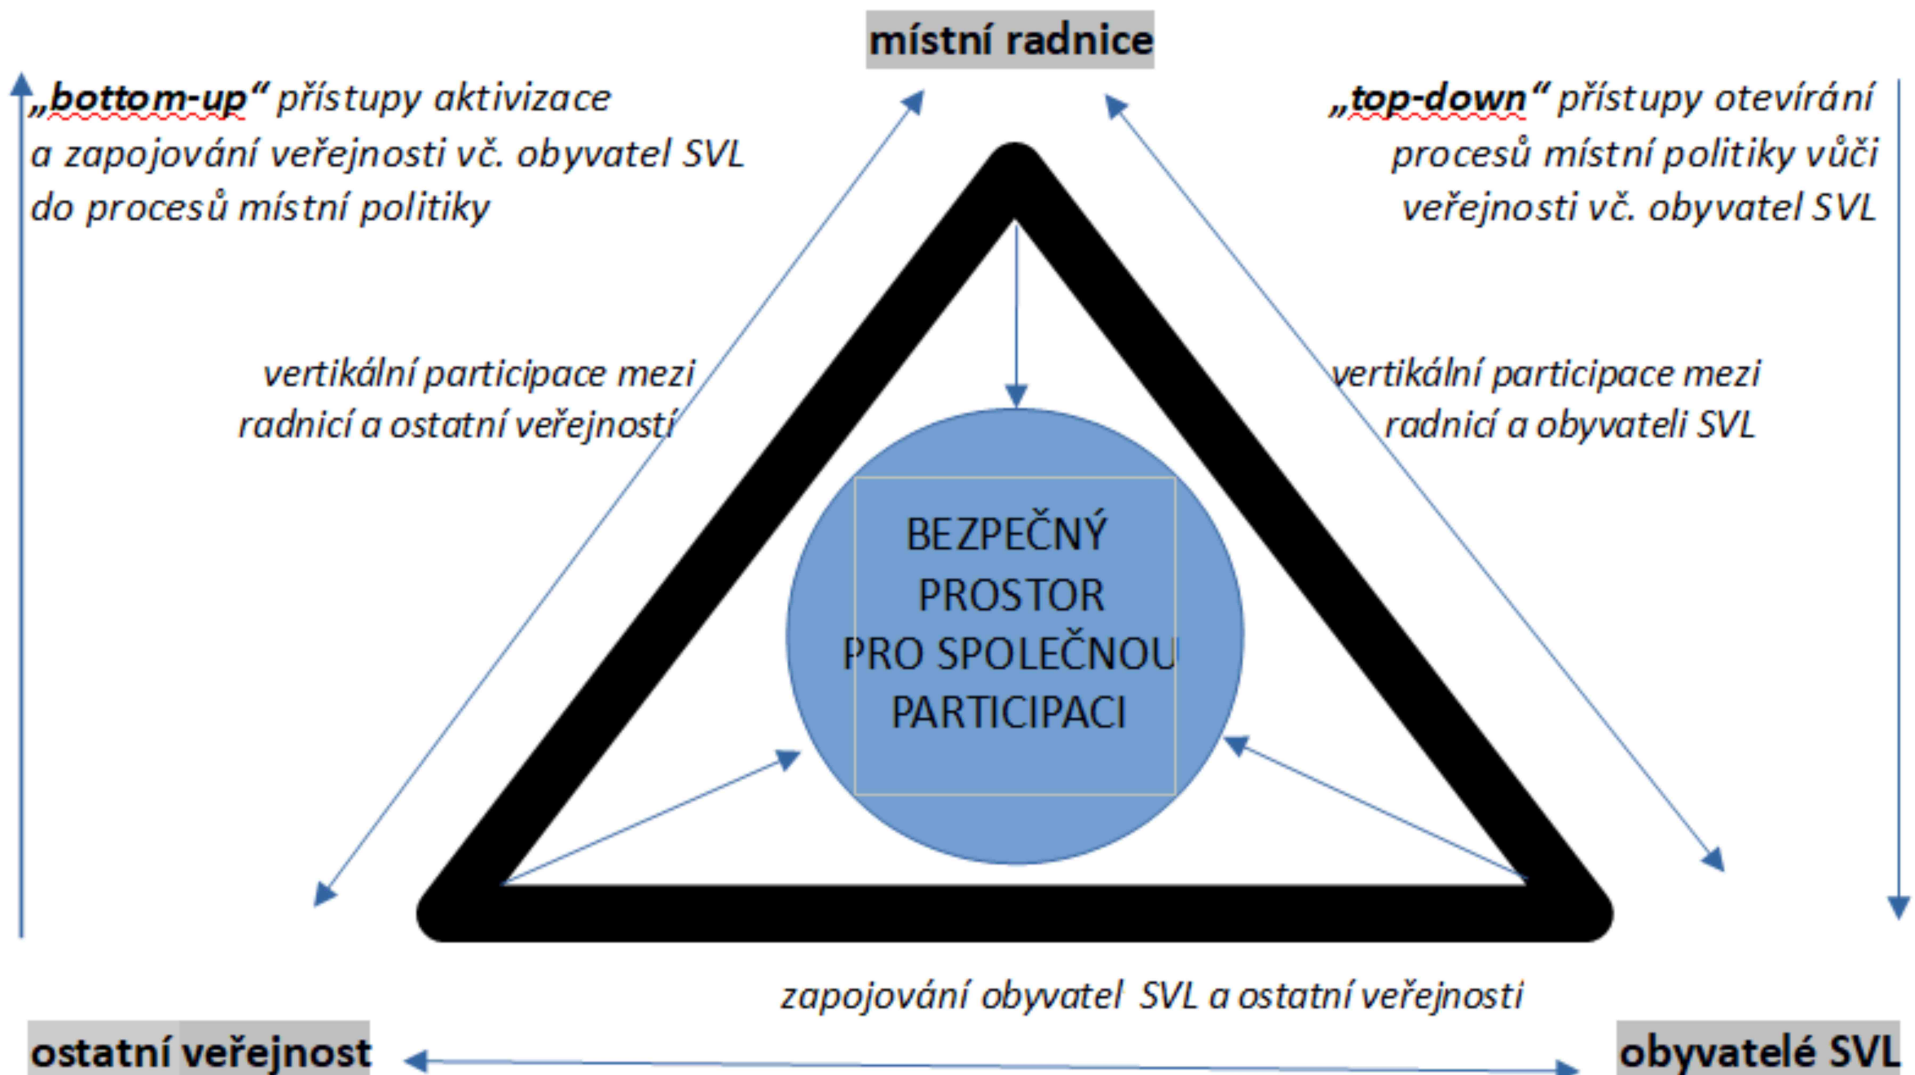 místní radnice
„bottom-up“ přístupy aktivizace
a zapojování veřejnosti vč. obyvatel SVL
do procesů místní politiky
„top-down“ přístupy otevírání
procesů místní politiky vůči
veřejnosti vč. obyvatel SVL
vertikální participace mezi
radnicí a ostatní veřejností
vertikální participace mezi
radnicí a obyvateli SVL
BEZPEČNÝ
PROSTOR
PRO SPOLEČNOU
PARTICIPACI
zapojování obyvatel SVL a ostatní veřejnosti
ostatní veřejnost
obyvatelé SVL